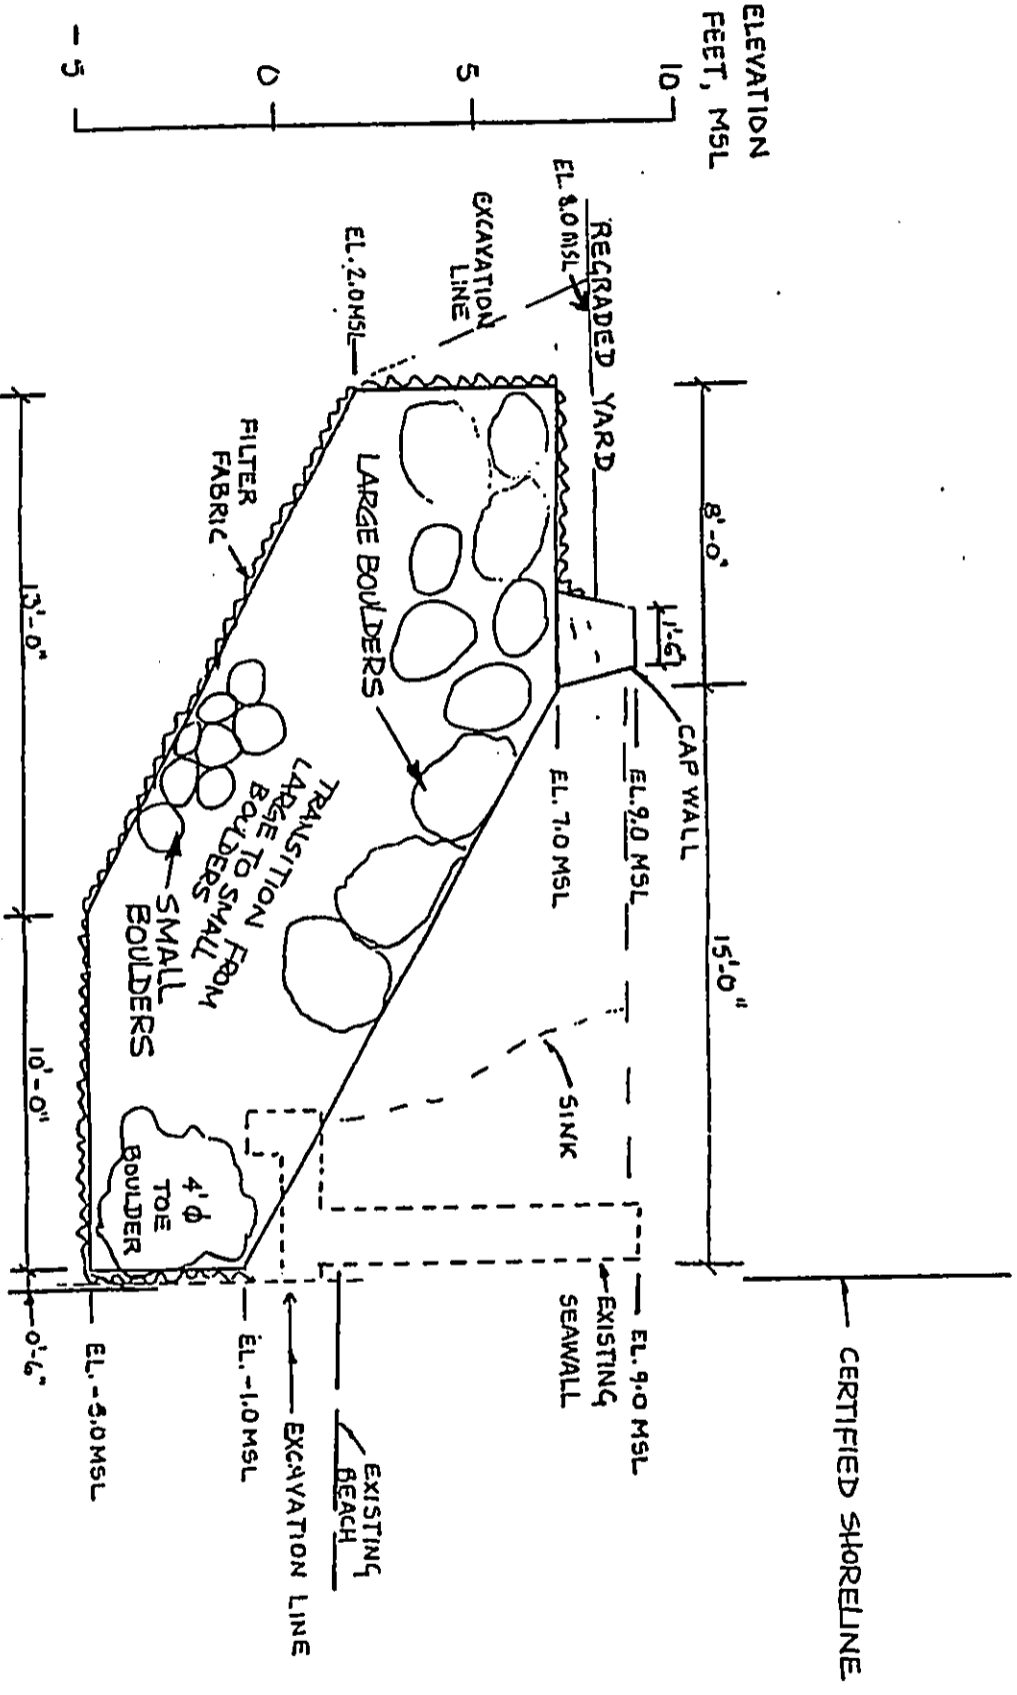 ELEVATION
FEET, MSL
10
5
0
- 5
REGRADED YARD
EL. 8.0 MSL
EXCAVATION
LINE
EL. 2.0 MSL
FILTER
FABRIC
LARGE BOULDERS
8'-0"
1'-6"
CAP WALL
EL. 9.0 MSL
EL. 7.0 MSL
15'-0"
TRANSITION FROM
LARGE TO SMALL
BOULDERS
SMALL
BOULDERS
SINK
4'φ
TOE
BOULDER
13'-0"
10'-0"
0'-6"
EL. 9.0 MSL
EXISTING
SEAWALL
EXISTING
BEACH
EXCAVATION LINE
EL. -1.0 MSL
EL. -5.0 MSL
CERTIFIED SHORELINE